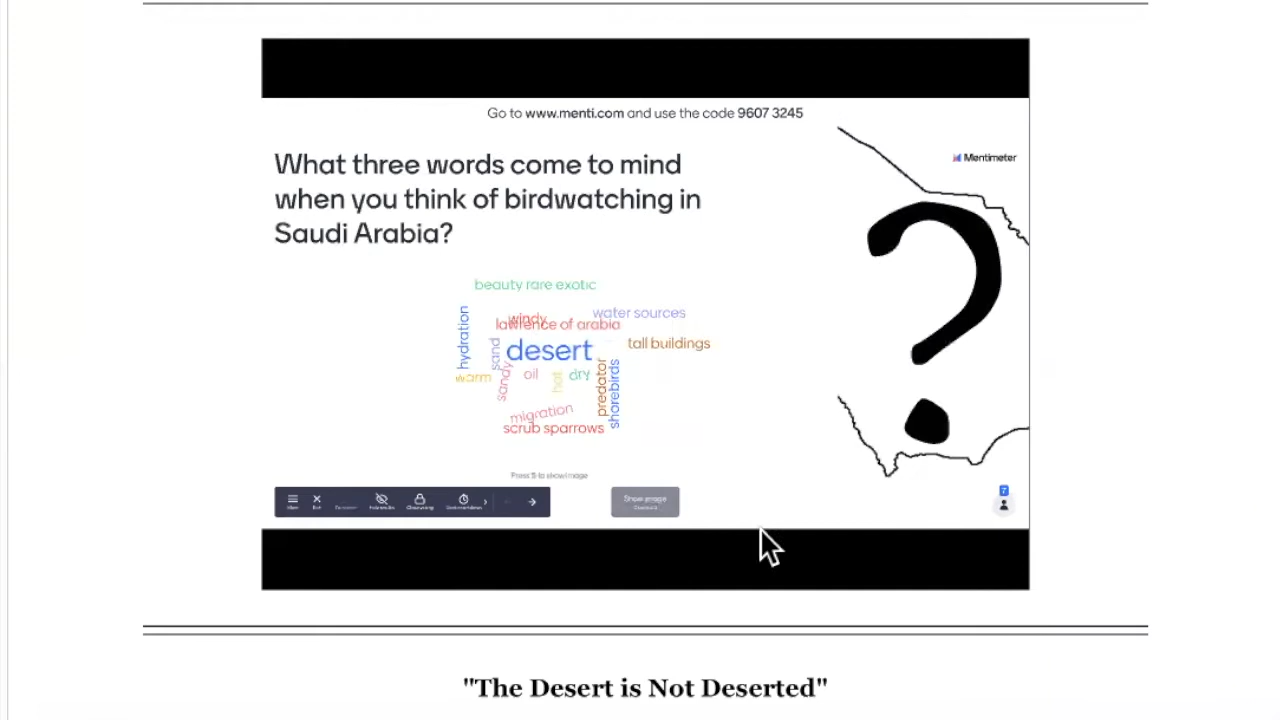 Go to www.menti.com and use the code 9607 3245
Mentimeter
What three words come to mind
when you think of birdwatching in
Saudi Arabia?
beauty rare exotic
hydration
windy
water sources
lawrence of arabia
sand
desert
tall buildings
warm
sandy
oil
hot
dry
predator
shorebirds
migration
scrub sparrows
Press S to show image
Show image
7
"The Desert is Not Deserted"